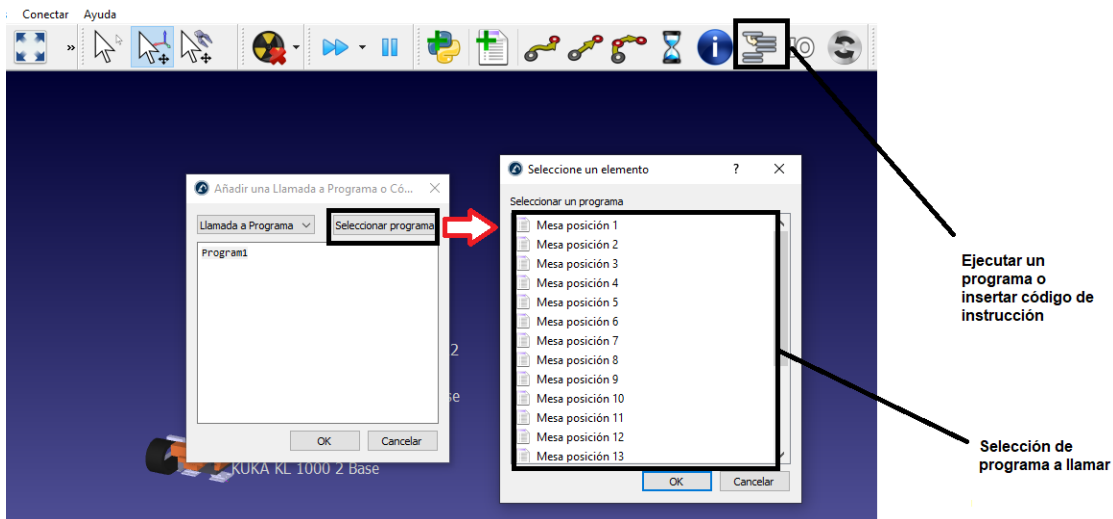 Conectar Ayuda
»
IO
Añadir una Llamada a Programa o Có...
Llamada a Programa
Seleccionar programa
Program1
OK
Cancelar
Seleccione un elemento
?
Seleccionar un programa
Mesa posición 1
Mesa posición 2
Mesa posición 3
Mesa posición 4
Mesa posición 5
Mesa posición 6
Mesa posición 7
Mesa posición 8
Mesa posición 9
Mesa posición 10
Mesa posición 11
Mesa posición 12
Mesa posición 13
OK
Cancelar
2
se
KUKA KL 1000 2 Base
Ejecutar un
programa o
insertar código de
instrucción
Selección de
programa a llamar